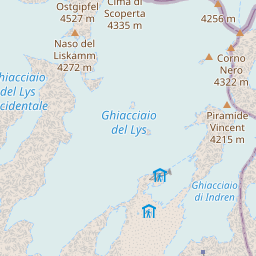 Ostgipfel
4527 m
Cima di
Scoperta
4335 m
4256 m
Naso del
Liskamm
4272 m
Corno
Nero
4322 m
Ghiacciaio
del Lys
cidentale
Ghiacciaio
del Lys
Piramide
Vincent
4215 m
Ghiacciaio
di Indren